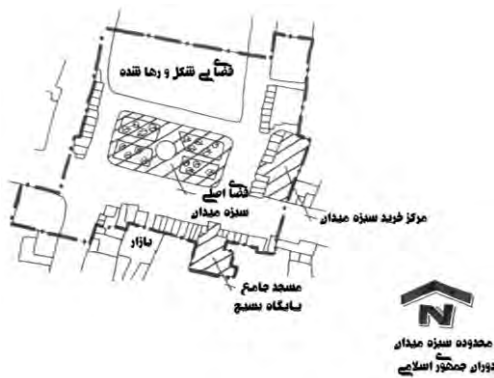 فضای بی شکل و رها شده
فضای اصلی
سبزه میدان
مرکز خرید سبزه میدان
بازار
مسجد جامع
پایگاه بسیج
N
محدوده سبزه میدان
دوران جمهوری اسلامی